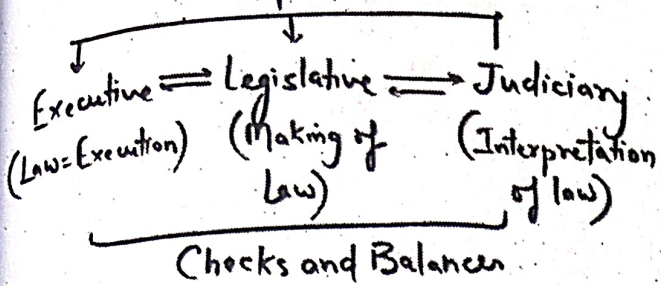 Executive ⇌ Legislative ⇌ Judiciary
(Law=Execution) (Making of Law) (Interpretation of law)
Checks and Balances